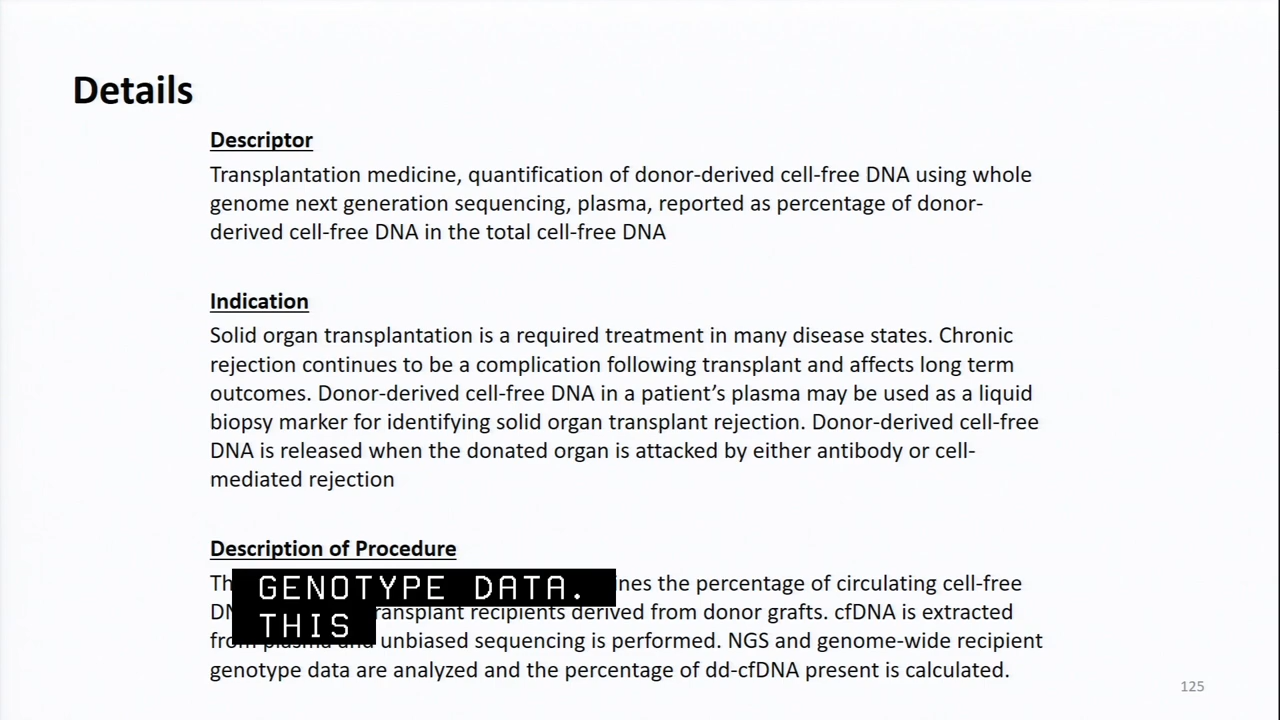 Details
Descriptor
Transplantation medicine, quantification of donor-derived cell-free DNA using whole
genome next generation sequencing, plasma, reported as percentage of donor-
derived cell-free DNA in the total cell-free DNA
Indication
Solid organ transplantation is a required treatment in many disease states. Chronic
rejection continues to be a complication following transplant and affects long term
outcomes. Donor-derived cell-free DNA in a patient’s plasma may be used as a liquid
biopsy marker for identifying solid organ transplant rejection. Donor-derived cell-free
DNA is released when the donated organ is attacked by either antibody or cell-
mediated rejection
Description of Procedure
the percentage of circulating cell-free
recipients derived from donor grafts. cfDNA is extracted
from plasma and unbiased sequencing is performed. NGS and genome-wide recipient
genotype data are analyzed and the percentage of dd-cfDNA present is calculated.
GENOTYPE DATA.
THIS
125